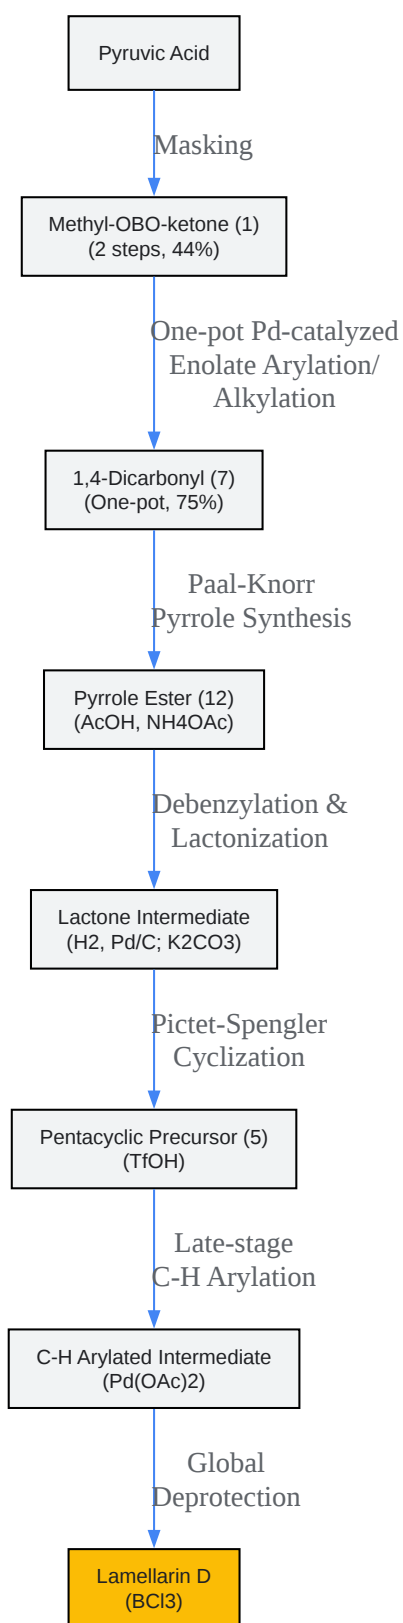 Pyruvic Acid
Masking
Methyl-OBO-ketone (1)
(2 steps, 44%)
One-pot Pd-catalyzed
Enolate Arylation/
Alkylation
1,4-Dicarbonyl (7)
(One-pot, 75%)
Paal-Knorr
Pyrrole Synthesis
Pyrrole Ester (12)
(AcOH, NH4OAc)
Debenzylation &
Lactonization
Lactone Intermediate
(H2, Pd/C; K2CO3)
Pictet-Spengler
Cyclization
Pentacyclic Precursor (5)
(TfOH)
Late-stage
C-H Arylation
C-H Arylated Intermediate
(Pd(OAc)2)
Global
Deprotection
Lamellarin D
(BCl3)